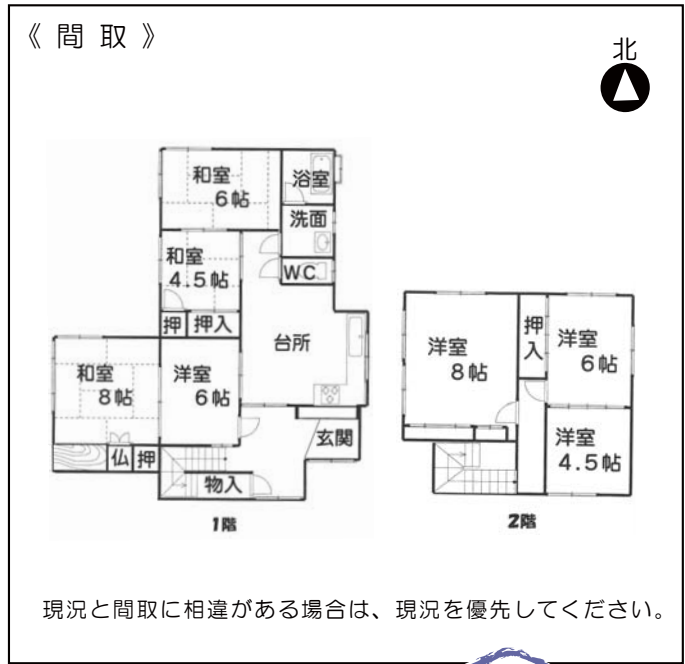 《 間 取 》
北
和室
6帖
浴室
洗面
和室
4.5帖
WC
押 押入
台所
和室
8帖
洋室
6帖
玄関
仏 押
物入
1階
洋室
8帖
押入
洋室
6帖
洋室
4.5帖
2階
現況と間取に相違がある場合は、現況を優先してください。